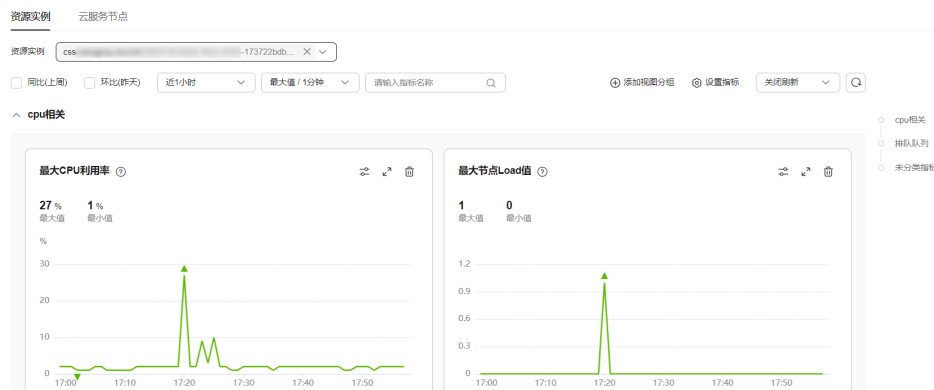 资源实例 云服务节点
资源实例 css -173722bdb...
同比(上周) 环比(昨天) 近1小时 最大值 / 1分钟 请输入指标名称 添加视图分组 设置指标 关闭刷新
cpu相关
cpu相关
排队队列
未分类指标
最大CPU利用率
27 % 1 %
最大值 最小值
%
30
20
10
0
17:00 17:10 17:20 17:30 17:40 17:50
最大节点Load值
1 0
最大值 最小值
1.2
0.9
0.6
0.3
0
17:00 17:10 17:20 17:30 17:40 17:50